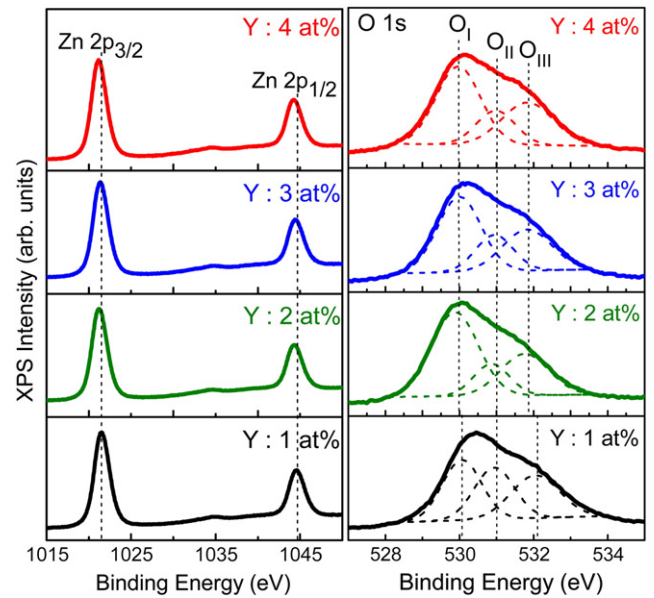 Zn 2p3/2
Y : 4 at%
Zn 2p1/2
Y : 3 at%
Y : 2 at%
Y : 1 at%
1015 1025 1035 1045
Binding Energy (eV)
XPS Intensity (arb. units)
O 1s
OI OII OIII
Y : 4 at%
Y : 3 at%
Y : 2 at%
Y : 1 at%
528 530 532 534
Binding Energy (eV)